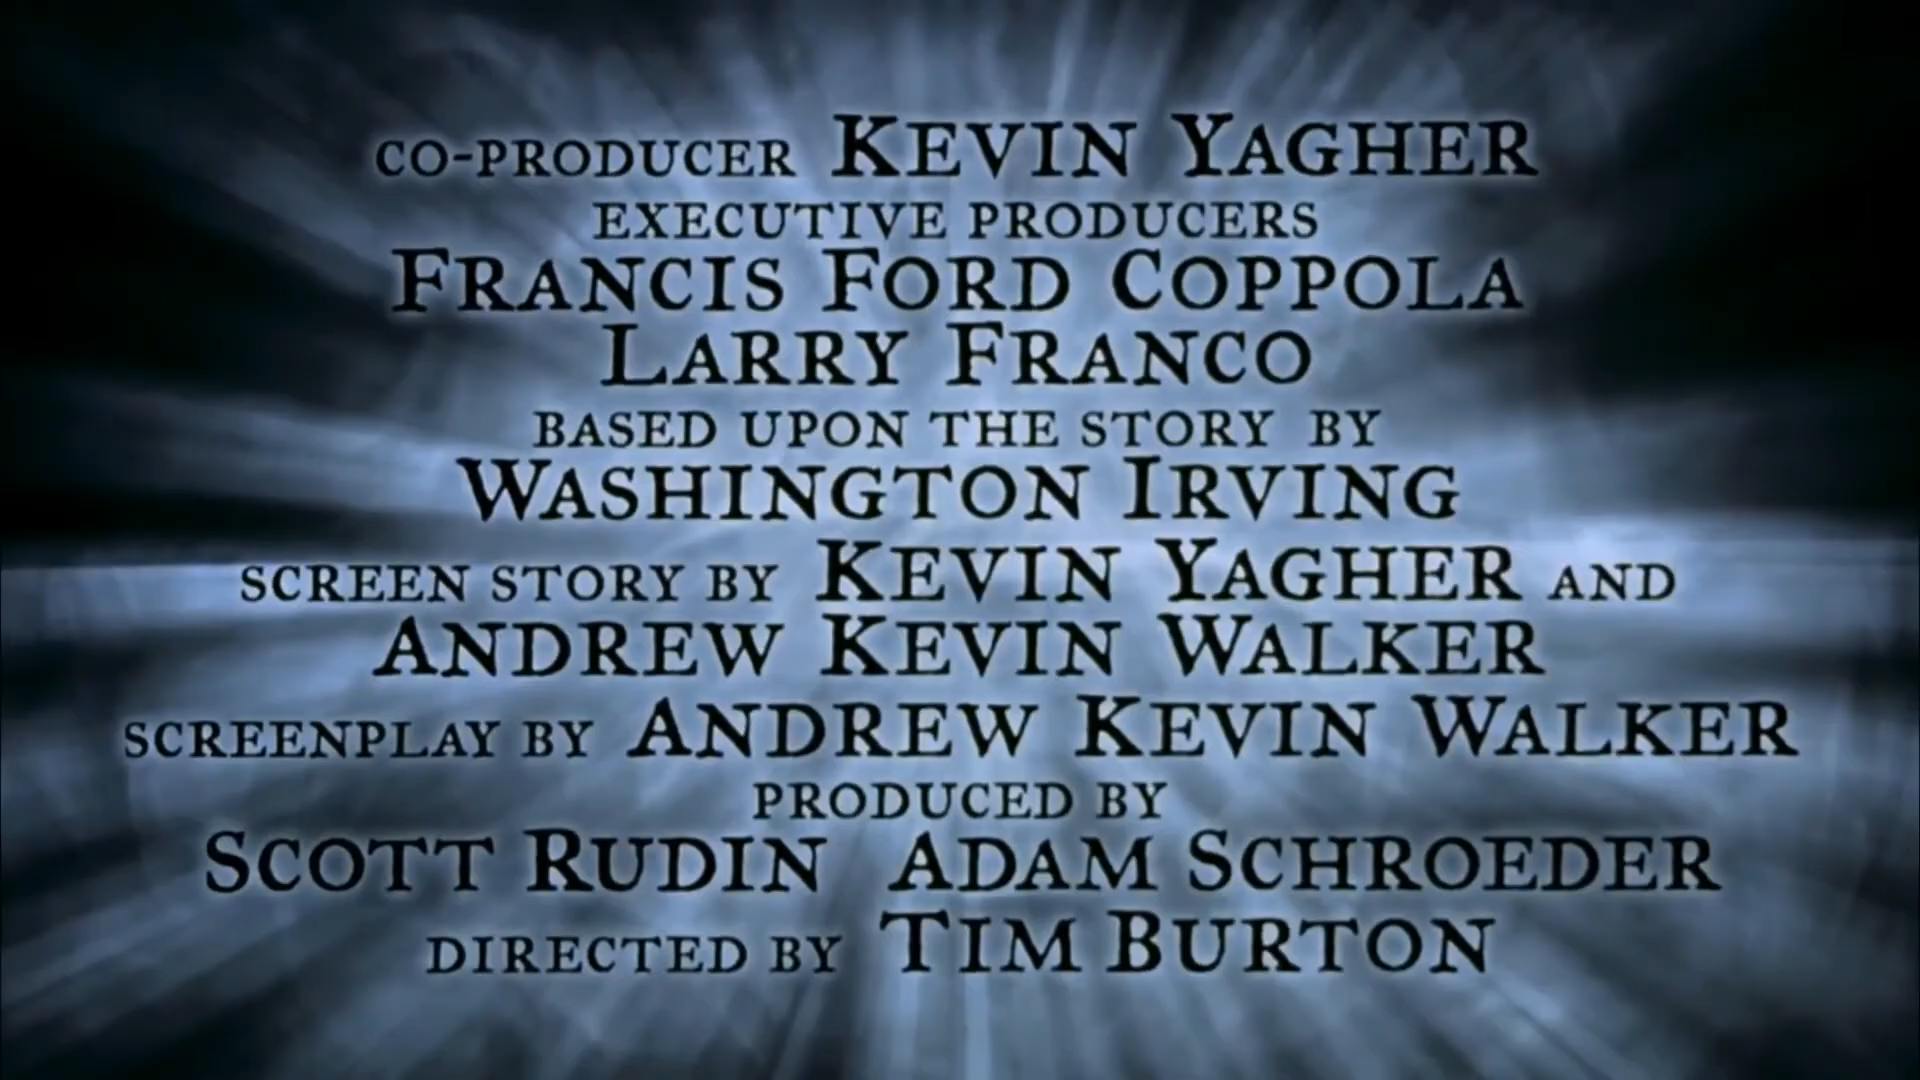 CO-PRODUCER KEVIN YAGHER
EXECUTIVE PRODUCERS
FRANCIS FORD COPPOLA
LARRY FRANCO
BASED UPON THE STORY BY
WASHINGTON IRVING
SCREEN STORY BY KEVIN YAGHER AND
ANDREW KEVIN WALKER
SCREENPLAY BY ANDREW KEVIN WALKER
PRODUCED BY
SCOTT RUDIN ADAM SCHROEDER
DIRECTED BY TIM BURTON